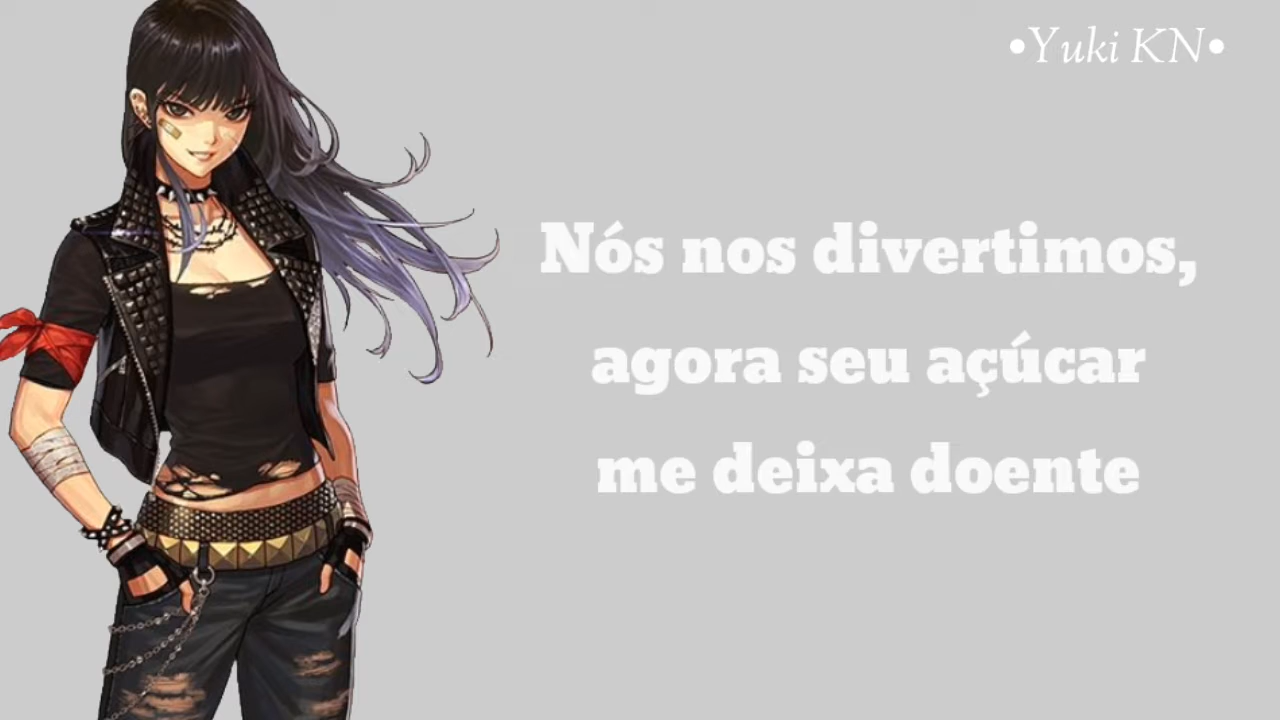 •Yuki KN•
Nós nos divertimos,
agora seu açúcar
me deixa doente